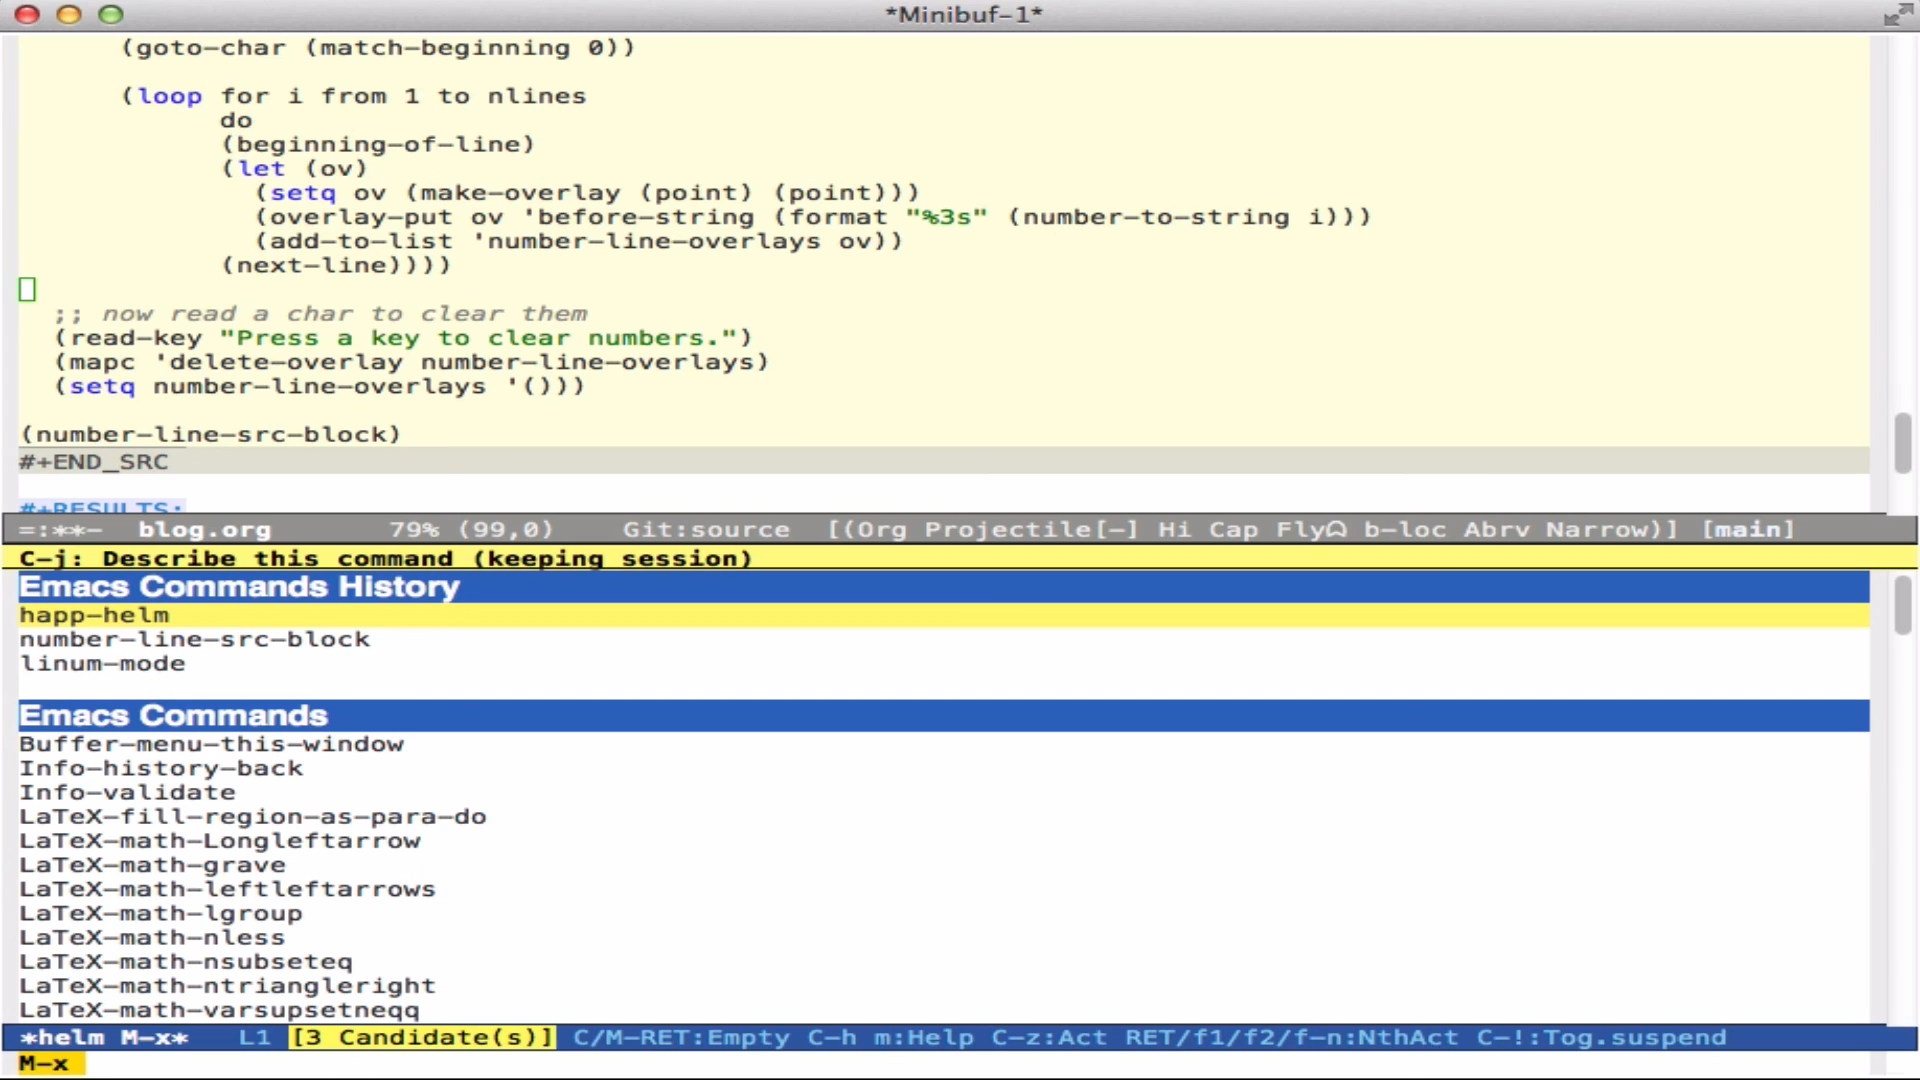 *Minibuf-1*
(goto-char (match-beginning 0))
(loop for i from 1 to nlines
do
(beginning-of-line)
(let (ov)
(setq ov (make-overlay (point) (point)))
(overlay-put ov 'before-string (format "%3s" (number-to-string i)))
(add-to-list 'number-line-overlays ov))
(next-line))))
;; now read a char to clear them
(read-key "Press a key to clear numbers.")
(mapc 'delete-overlay number-line-overlays)
(setq number-line-overlays '()))
(number-line-src-block)
#+END_SRC
#+RESULTS:
=:**- blog.org 79% (99,0) Git:source [(Org Projectile[-] Hi Cap Flyᗣ b-loc Abrv Narrow)] [main]
C-j: Describe this command (keeping session)
Emacs Commands History
happ-helm
number-line-src-block
linum-mode
Emacs Commands
Buffer-menu-this-window
Info-history-back
Info-validate
LaTeX-fill-region-as-para-do
LaTeX-math-Longleftarrow
LaTeX-math-grave
LaTeX-math-leftleftarrows
LaTeX-math-lgroup
LaTeX-math-nless
LaTeX-math-nsubseteq
LaTeX-math-ntriangleright
LaTeX-math-varsupsetneqq
*helm M-x* L1 [3 Candidate(s)] C/M-RET:Empty C-h m:Help C-z:Act RET/f1/f2/f-n:NthAct C-!:Tog.suspend
M-x